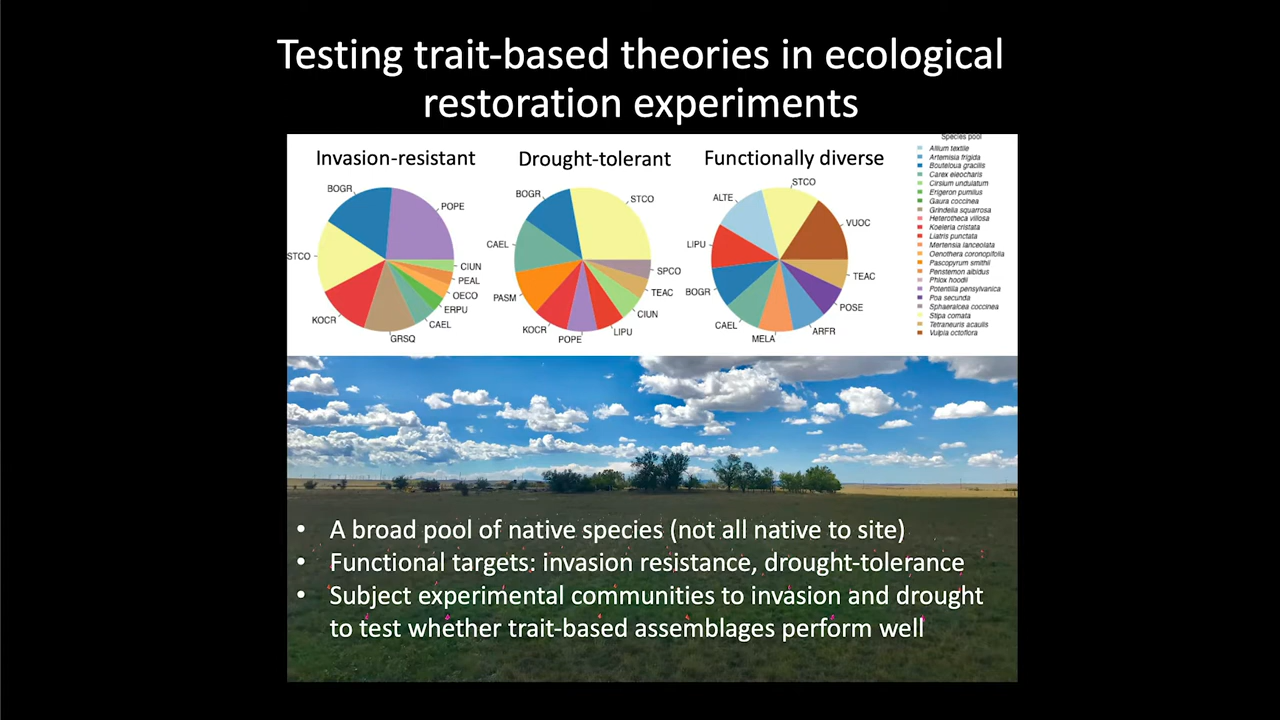 Testing trait-based theories in ecological
restoration experiments
Invasion-resistant
BOGR
POPE
STCO
CIUN
PEAL
OECO
ERPU
KOCR
CAEL
GRSQ
Drought-tolerant
BOGR
STCO
CAEL
SPCO
TEAC
PASM
CIUN
KOCR
LIPU
POPE
Functionally diverse
STCO
ALTE
VUOC
LIPU
TEAC
BOGR
POSE
CAEL
ARFR
MELA
Species pool
Allium textile
Artemisia frigida
Bouteloua gracilis
Carex eleocharis
Cirsium undulatum
Erigeron pumilus
Gaura coccinea
Grindelia squarrosa
Heterotheca villosa
Koeleria cristata
Liatris punctata
Mertensia lanceolata
Oenothera coronopifolia
Pascopyrum smithii
Penstemon albidus
Phlox hoodii
Potentilla pensylvanica
Poa secunda
Sphaeralcea coccinea
Stipa comata
Tetraneuris acaulis
Vulpia octoflora
• A broad pool of native species (not all native to site)
• Functional targets: invasion resistance, drought-tolerance
• Subject experimental communities to invasion and drought
to test whether trait-based assemblages perform well